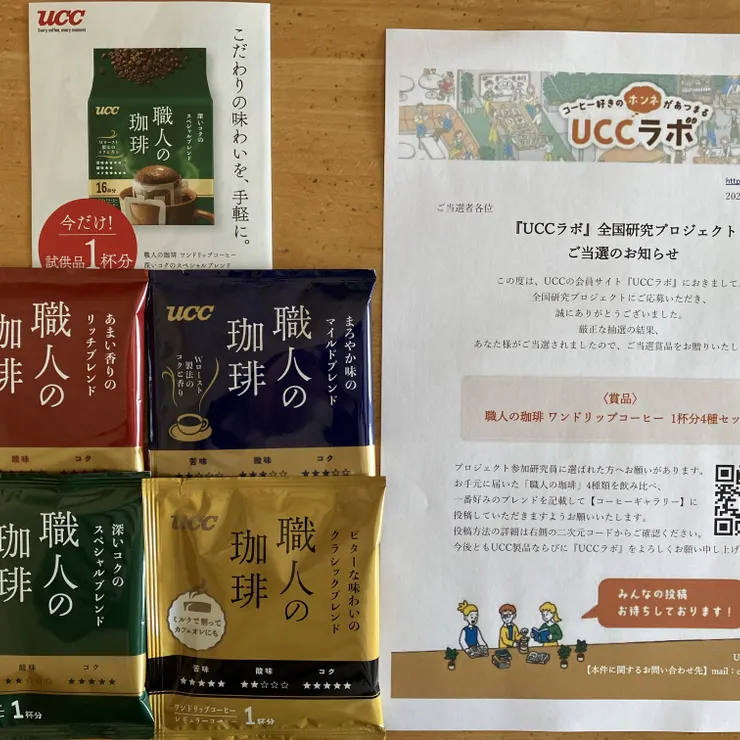 UCC
Every coffee, every moment
こだわりの味わいを、手軽に。
UCC
職人の
珈琲
深いコクの
スペシャルブレンド
16杯分
今だけ!
試供品1杯分
職人の珈琲 ワンドリップコーヒー
深いコクのスペシャルブレンド
あまい香りの
リッチブレンド
職人の
珈琲
酸味 コク
UCC
まろやか味の
マイルドブレンド
職人の
珈琲
Wロースト
製法の
コクと香り
苦味 酸味 コク
深いコクの
スペシャルブレンド
職人の
珈琲
酸味 コク
★★☆☆☆ ★★★★★
1杯分
UCC
ビターな味わいの
クラシックブレンド
職人の
珈琲
ミルクで割って
カフェオレにも
苦味 酸味 コク
★★★★★ ★★☆☆☆ ★★★★★
ワンドリップコーヒー
レギュラーコーヒー
1杯分
コーヒー好きのホンネがあつまる
UCCラボ
http
202
ご当選者各位
『UCCラボ』全国研究プロジェクト
ご当選のお知らせ
この度は、UCCの会員サイト『UCCラボ』におきまして、
全国研究プロジェクトにご応募いただき、
誠にありがとうございました。
厳正な抽選の結果、
あなた様がご当選されましたので、ご当選賞品をお贈りいたし
〈賞品〉
職人の珈琲 ワンドリップコーヒー 1杯分4種セッ
プロジェクト参加研究員に選ばれた方へお願いがあります。
お手元に届いた「職人の珈琲」4種類を飲み比べ、
一番好みのブレンドを記載して【コーヒーギャラリー】に
投稿していただきますようお願いいたします。
投稿方法の詳細は右側の二次元コードからご確認ください。
今後ともUCC製品ならびに『UCCラボ』をよろしくお願い申し上げ
みんなの投稿
お待ちしております!
U
【本件に関するお問い合わせ先】mail:c